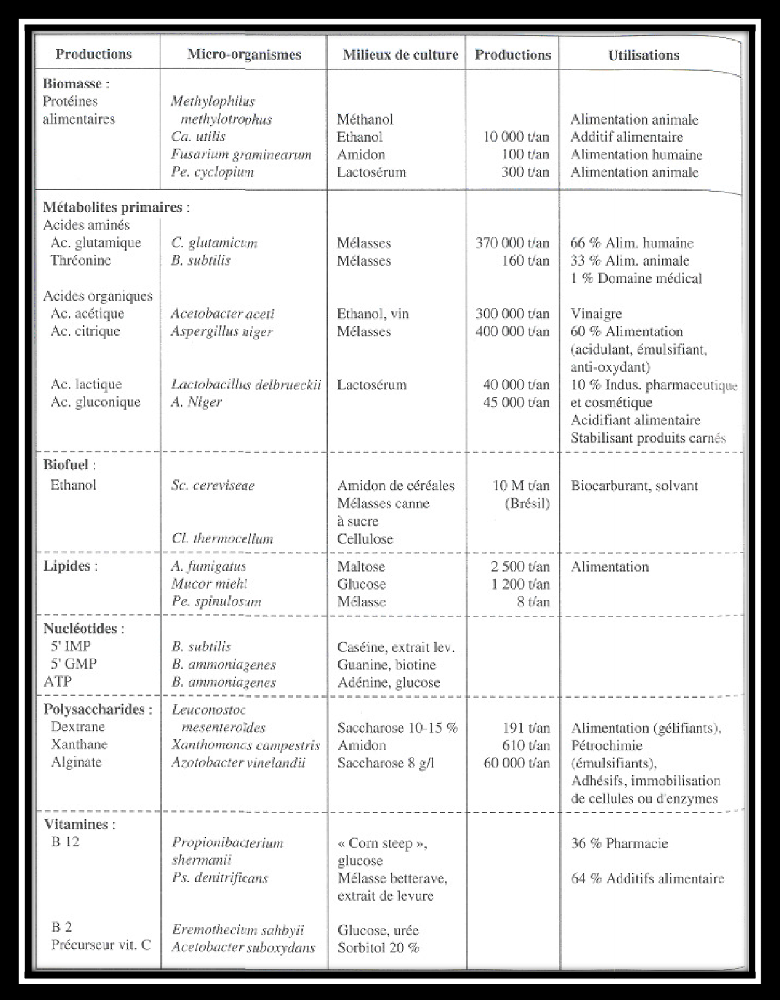 Productions Micro-organismes Milieux de culture Productions Utilisations
Biomasse :
Protéines Methylophilus
alimentaires methylotrophus Méthanol Alimentation animale
Ca. utilis Ethanol 10 000 t/an Additif alimentaire
Fusarium graminearum Amidon 100 t/an Alimentation humaine
Pe. cyclopium Lactosérum 300 t/an Alimentation animale
Métabolites primaires :
Acides aminés
Ac. glutamique C. glutamicum Mélasses 370 000 t/an 66 % Alim. humaine
Thréonine B. subtilis Mélasses 160 t/an 33 % Alim. animale
1 % Domaine médical
Acides organiques
Ac. acétique Acetobacter aceti Ethanol, vin 300 000 t/an Vinaigre
Ac. citrique Aspergillus niger Mélasses 400 000 t/an 60 % Alimentation
(acidulant, émulsifiant,
anti-oxydant)
Ac. lactique Lactobacillus delbrueckii Lactosérum 40 000 t/an 10 % Indus. pharmaceutique
Ac. gluconique A. Niger 45 000 t/an et cosmétique
Acidifiant alimentaire
Stabilisant produits carnés
Biofuel :
Ethanol Sc. cereviseae Amidon de céréales 10 M t/an Biocarburant, solvant
Mélasses canne (Brésil)
à sucre
Cl. thermocellum Cellulose
Lipides : A. fumigatus Maltose 2 500 t/an Alimentation
Mucor miehi Glucose 1 200 t/an
Pe. spinulosum Mélasse 8 t/an
Nucléotides :
5' IMP B. subtilis Caséine, extrait lev.
5' GMP B. ammoniagenes Guanine, biotine
ATP B. ammoniagenes Adénine, glucose
Polysaccharides : Leuconostoc
Dextrane mesenteroïdes Saccharose 10-15 % 191 t/an Alimentation (gélifiants),
Xanthane Xanthomonas campestris Amidon 610 t/an Pétrochimie
Alginate Azotobacter vinelandii Saccharose 8 g/l 60 000 t/an (émulsifiants),
Adhésifs, immobilisation
de cellules ou d'enzymes
Vitamines :
B 12 Propionibacterium « Corn steep », 36 % Pharmacie
shermanii glucose
Ps. denitrificans Mélasse betterave, 64 % Additifs alimentaire
extrait de levure
B 2 Eremothecium sahbyii Glucose, urée
Précurseur vit. C Acetobacter suboxydans Sorbitol 20 %